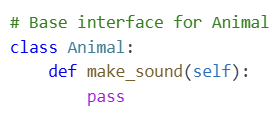 # Base interface for Animal
class Animal:
    def make_sound(self):
        pass